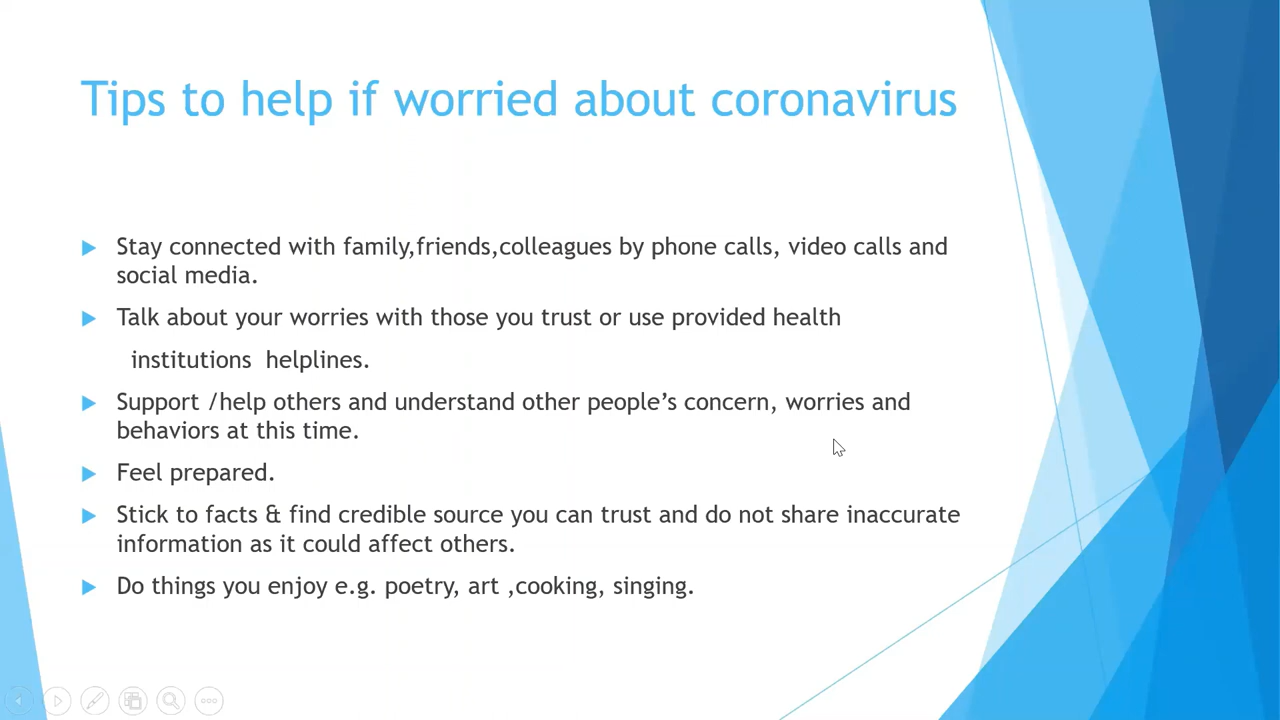 Tips to help if worried about coronavirus
Stay connected with family,friends,colleagues by phone calls, video calls and
social media.
Talk about your worries with those you trust or use provided health
institutions helplines.
Support /help others and understand other people’s concern, worries and
behaviors at this time.
Feel prepared.
Stick to facts & find credible source you can trust and do not share inaccurate
information as it could affect others.
Do things you enjoy e.g. poetry, art ,cooking, singing.